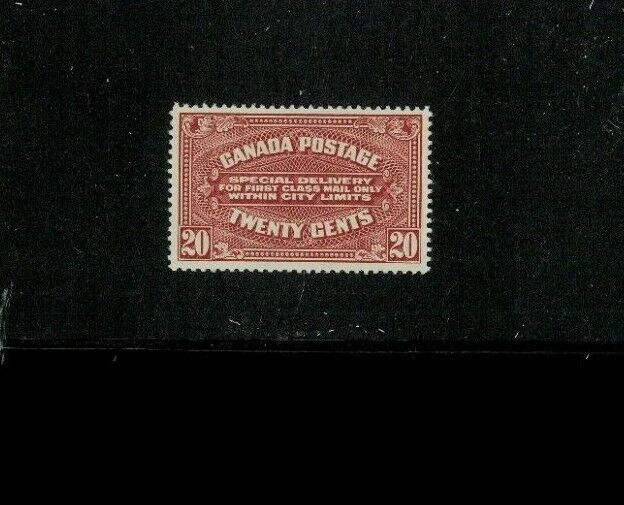 CANADA POSTAGE
SPECIAL DELIVERY
FOR FIRST CLASS MAIL ONLY
WITHIN CITY LIMITS
TWENTY CENTS
20 20